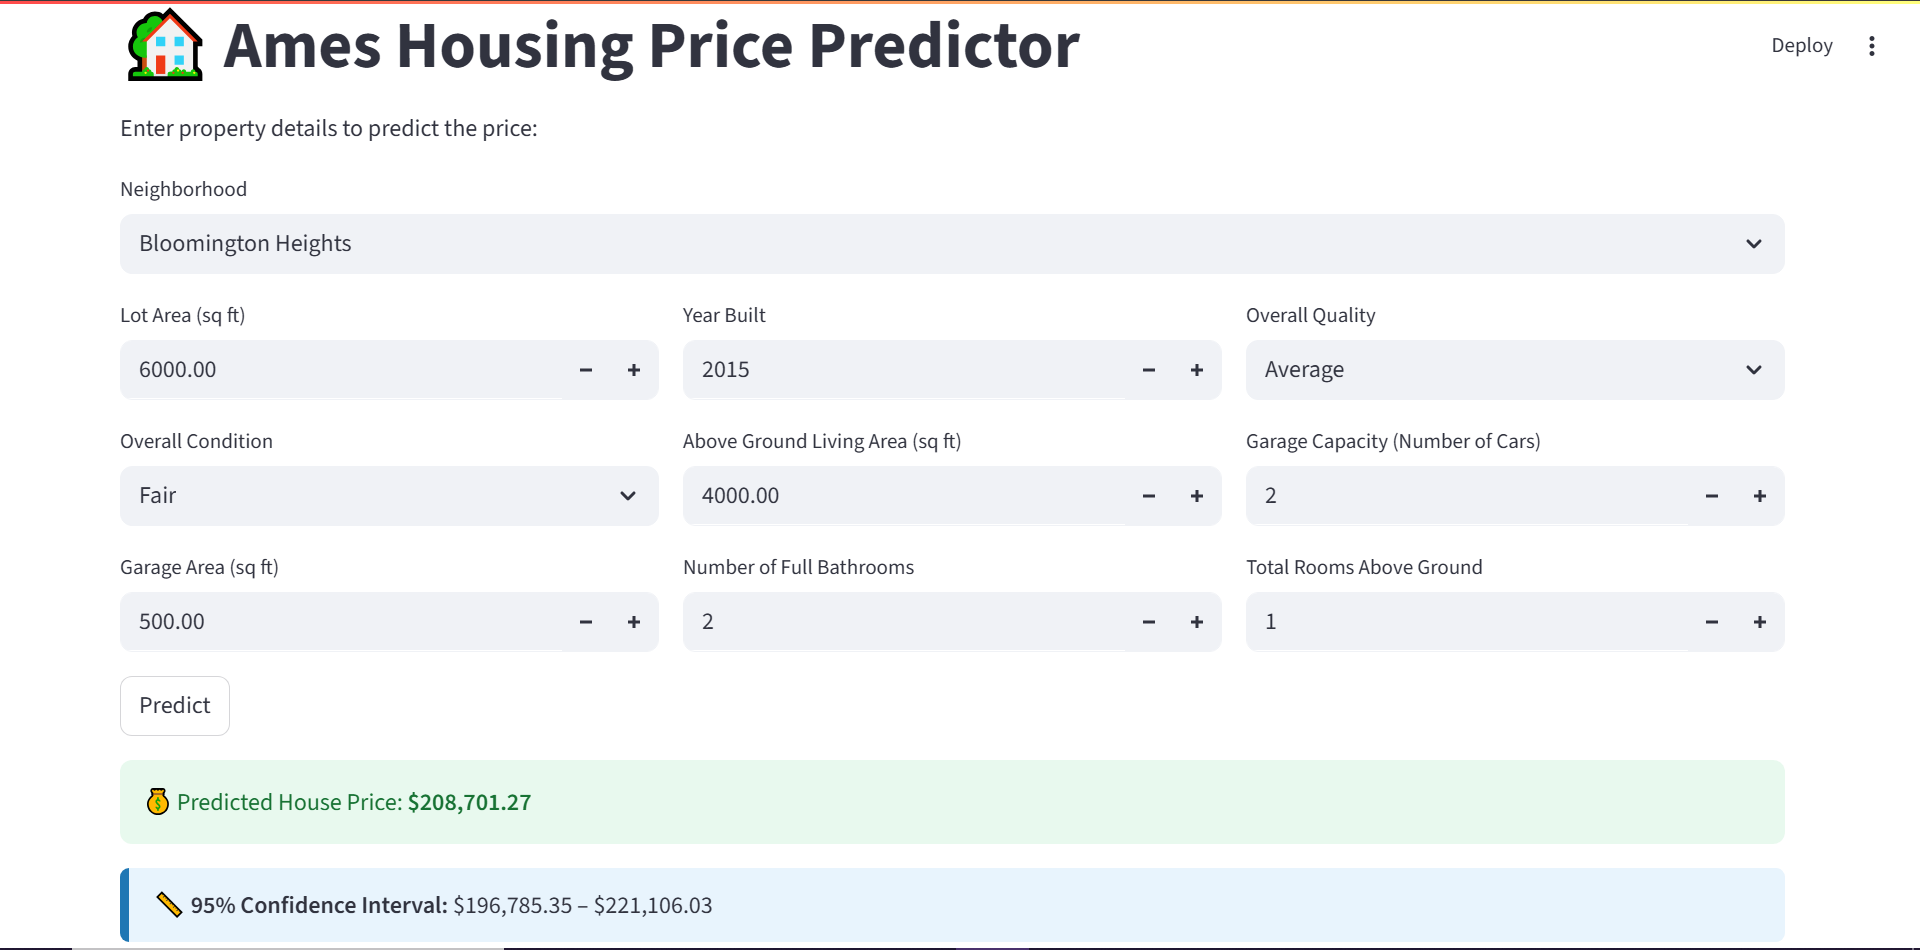 Ames Housing Price Predictor
Deploy
Enter property details to predict the price:
Neighborhood
Bloomington Heights
Lot Area (sq ft)
Year Built
Overall Quality
6000.00
2015
Average
Overall Condition
Above Ground Living Area (sq ft)
Garage Capacity (Number of Cars)
Fair
4000.00
2
Garage Area (sq ft)
Number of Full Bathrooms
Total Rooms Above Ground
500.00
2
1
Predict
Predicted House Price: $208,701.27
95% Confidence Interval: $196,785.35 – $221,106.03